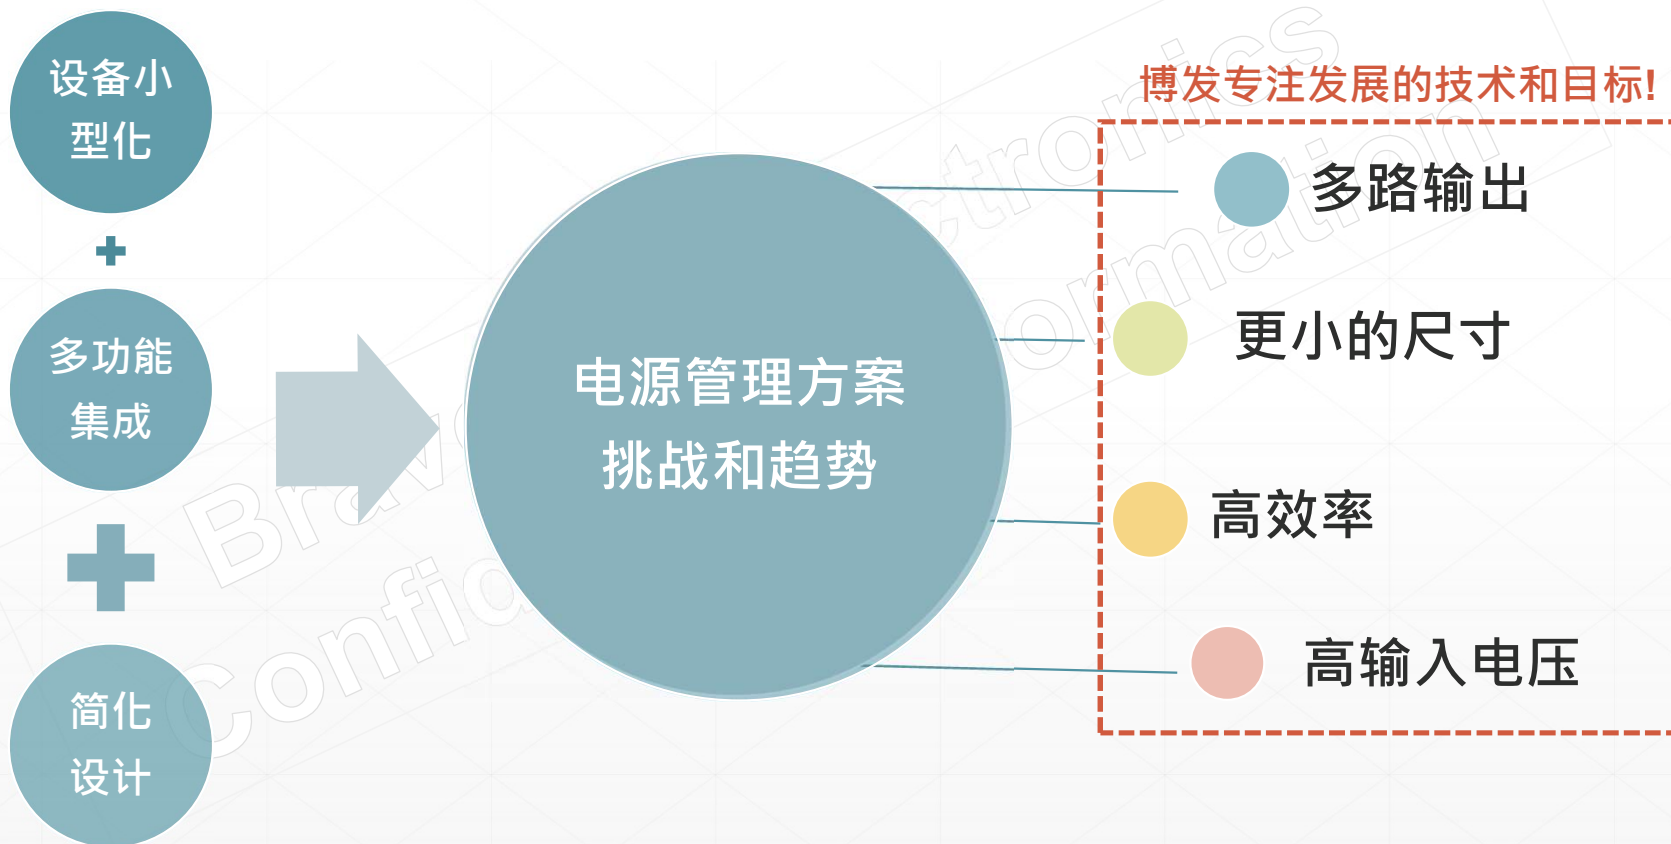 设备小
型化
多功能
集成
简化
设计
电源管理方案
挑战和趋势
博发专注发展的技术和目标!
多路输出
更小的尺寸
高效率
高输入电压